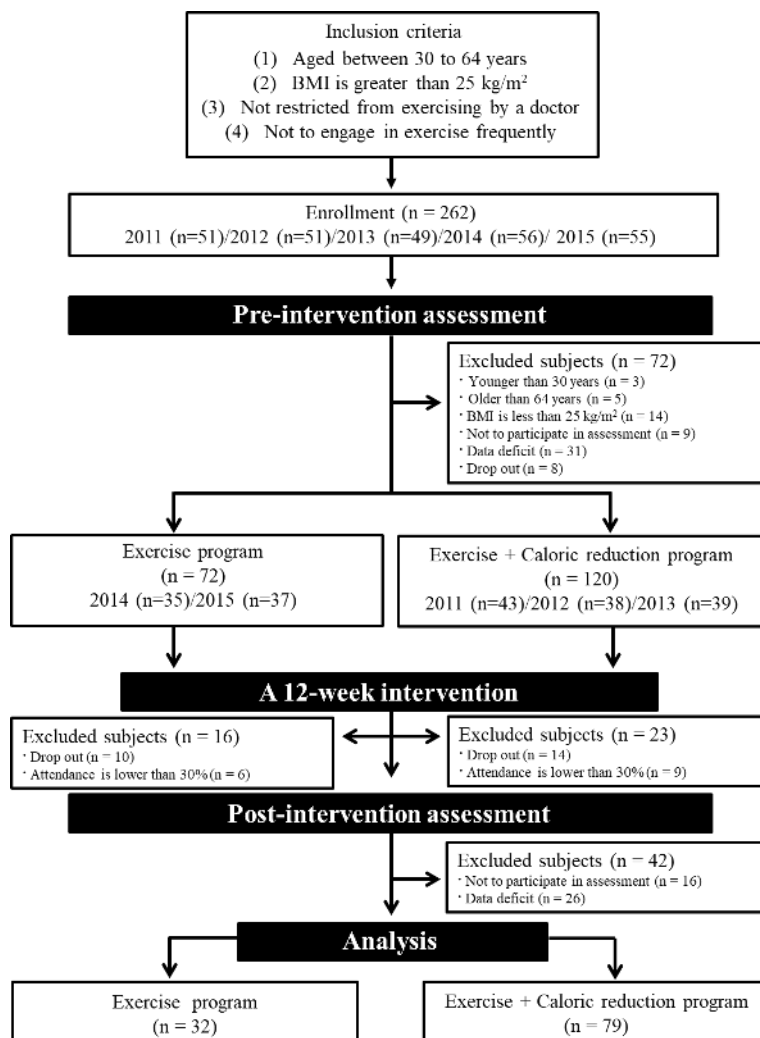 Inclusion criteria
(1) Aged between 30 to 64 years
(2) BMI is greater than 25 kg/m²
(3) Not restricted from exercising by a doctor
(4) Not to engage in exercise frequently
Enrollment (n = 262)
2011 (n=51)/2012 (n=51)/2013 (n=49)/2014 (n=56)/ 2015 (n=55)
Pre-intervention assessment
Excluded subjects (n = 72)
· Younger than 30 years (n = 3)
· Older than 64 years (n = 5)
· BMI is less than 25 kg/m² (n = 14)
· Not to participate in assessment (n = 9)
· Data deficit (n – 31)
· Drop out (n = 8)
Exercise program
(n = 72)
2014 (n=35)/2015 (n=37)
Exercise + Caloric reduction program
(n = 120)
2011 (n=43)/2012 (n=38)/2013 (n=39)
A 12-week intervention
Excluded subjects (n = 16)
· Drop out (n = 10)
· Attendance is lower than 30% (n = 6)
Excluded subjects (n = 23)
· Drop out (n = 14)
· Attendance is lower than 30% (n = 9)
Post-intervention assessment
Excluded subjects (n = 42)
· Not to participate in assessment (n = 16)
· Data deficit (n = 26)
Analysis
Exercise program
(n = 32)
Exercise + Caloric reduction program
(n = 79)